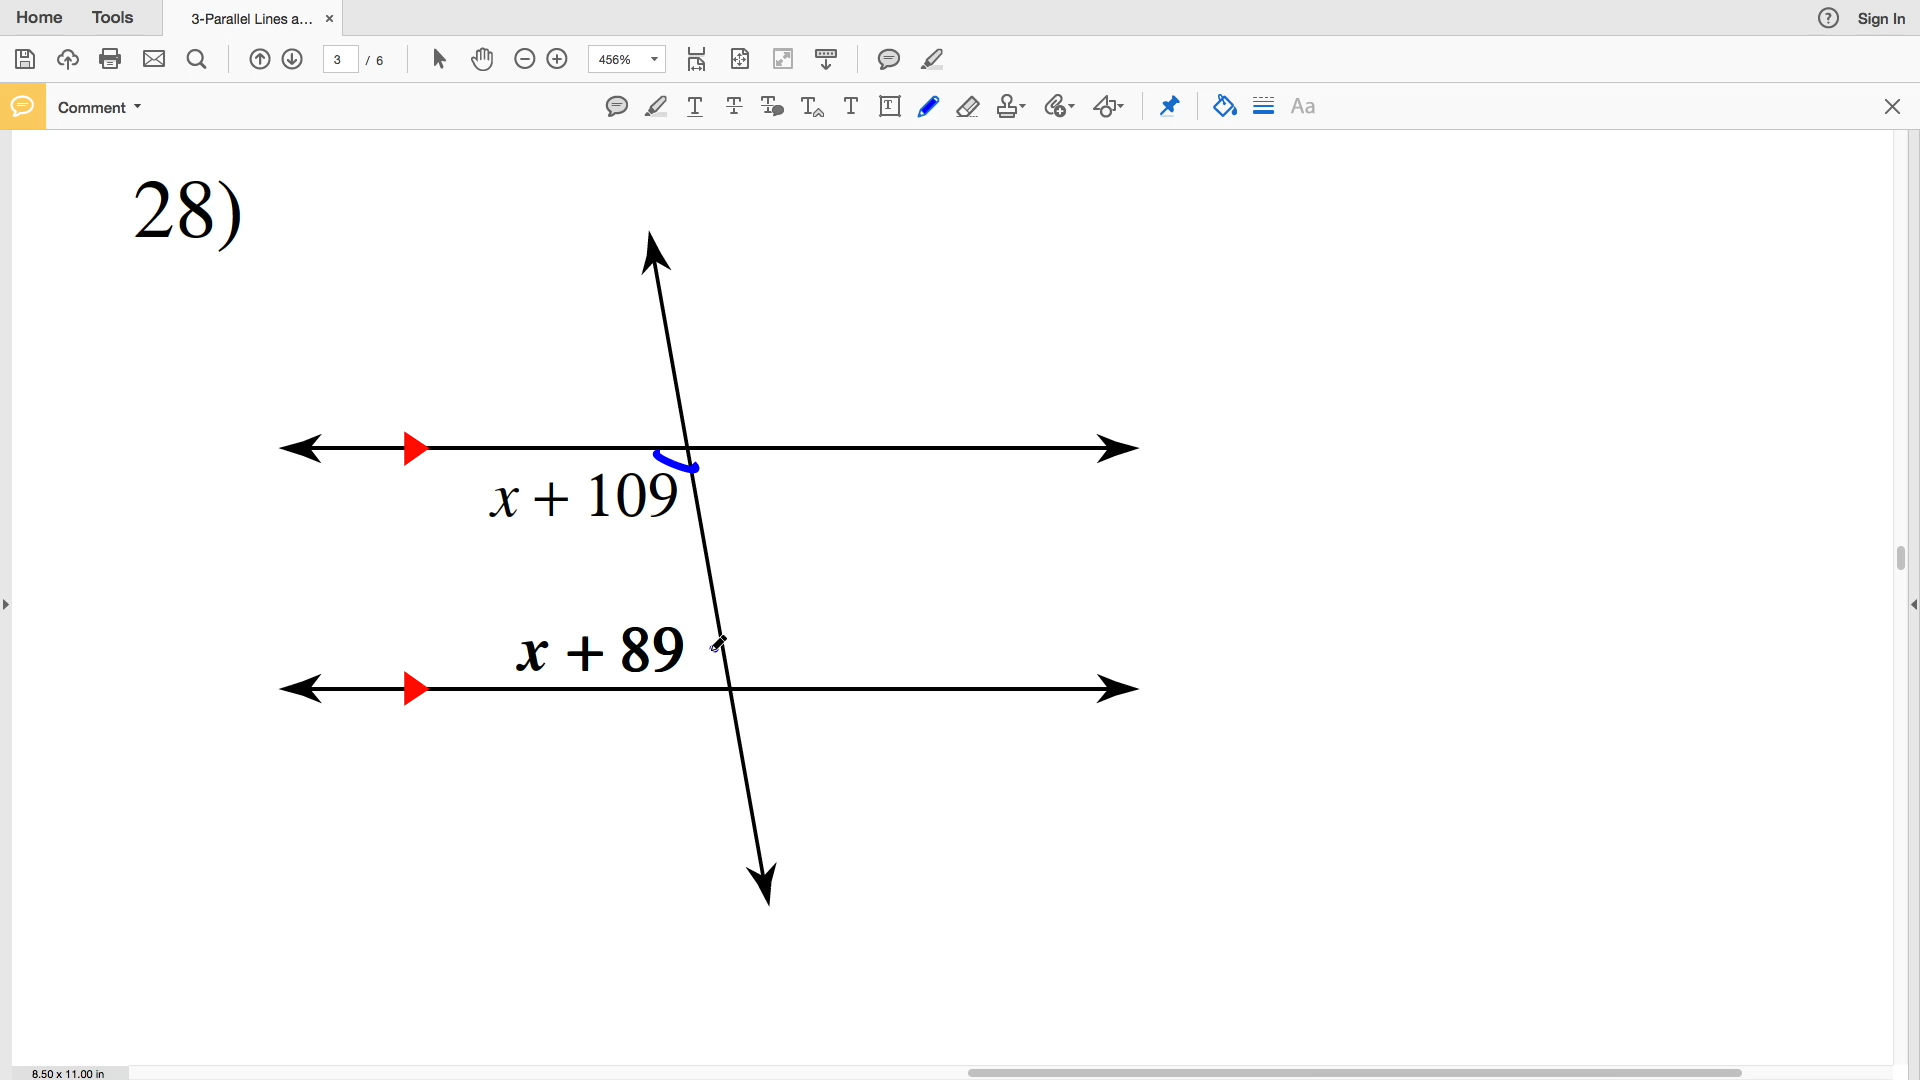 Home Tools 3-Parallel Lines a... × ? Sign In
3 / 6 456%
Comment T T T T T T Aa
28)
x + 109
x + 89
8.50 x 11.00 in